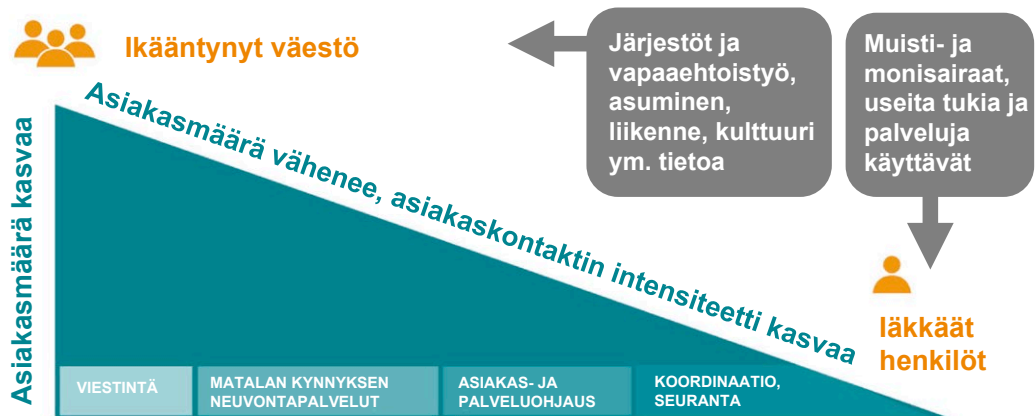 Ikääntynyt väestö
Järjestöt ja
vapaaehtoistyö,
asuminen,
liikenne, kulttuuri
ym. tietoa
Muisti- ja
monisairaat,
useita tukia ja
palveluja
käyttävät
Asiakasmäärä kasvaa
Asiakasmäärä vähenee, asiakaskontaktin intensiteetti kasvaa
Iäkkäät
henkilöt
VIESTINTÄ
MATALAN KYNNYKSEN
NEUVONTAPALVELUT
ASIAKAS- JA
PALVELUOHJAUS
KOORDINAATIO,
SEURANTA